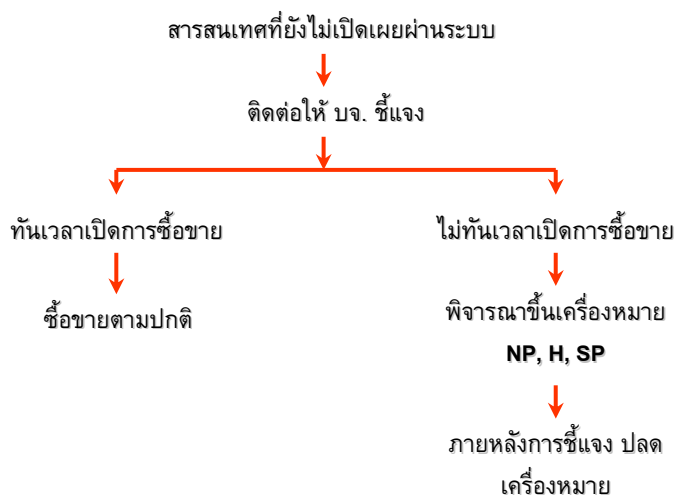 สารสนเทศที่ยังไม่เปิดเผยผ่านระบบ
ติดต่อให้ บจ. ชี้แจง
ทันเวลาเปิดการซื้อขาย
ซื้อขายตามปกติ
ไม่ทันเวลาเปิดการซื้อขาย
พิจารณาขึ้นเครื่องหมาย
NP, H, SP
ภายหลังการชี้แจง ปลด
เครื่องหมาย